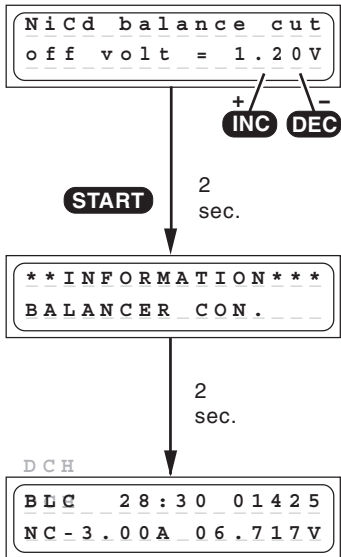 NiCd balance cut
off volt = 1.20V
+ –
INC DEC
START
2
sec.
**INFORMATION***
BALANCER CON.
2
sec.
DCH
BLC 28:30 01425
NC-3.00A 06.717V